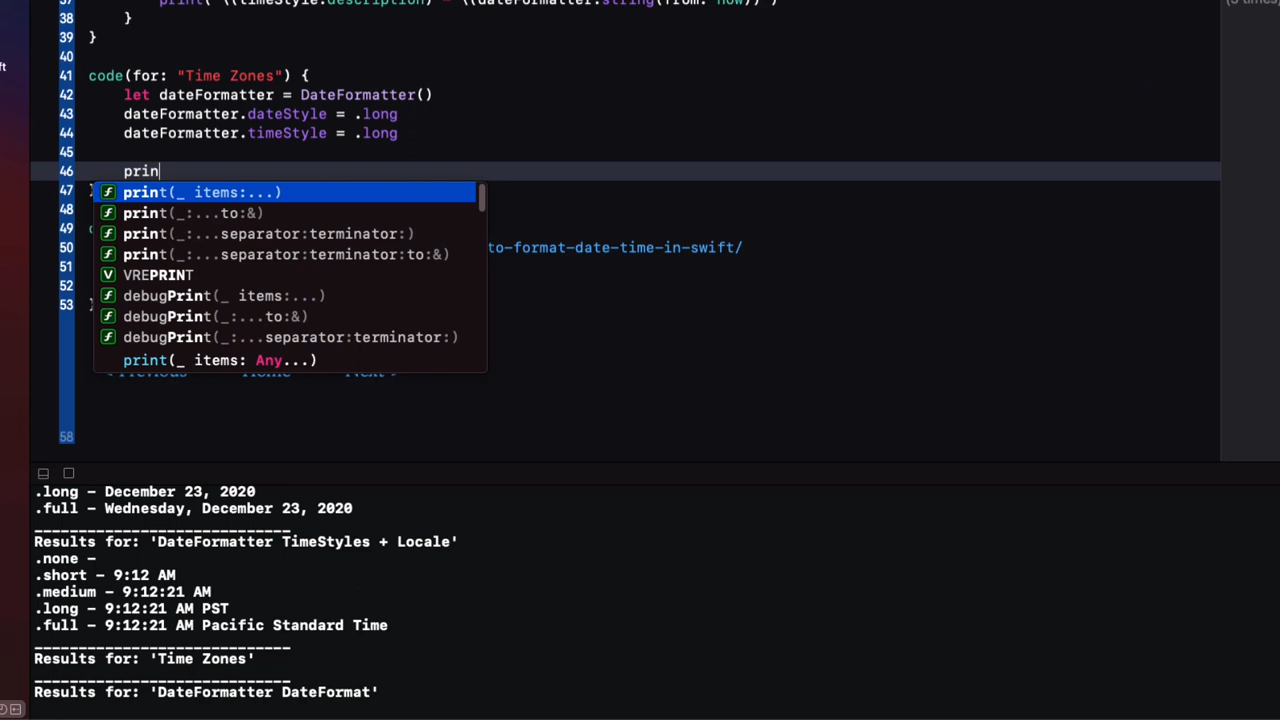 ft
37 print( \(timeStyle.description) - \(dateFormatter.string(from: now)) )
38 }
39 }
40
41 code(for: "Time Zones") {
42 let dateFormatter = DateFormatter()
43 dateFormatter.dateStyle = .long
44 dateFormatter.timeStyle = .long
45
46 prin
47 }
print(_ items:...)
48
print(_:...to:&)
49
print(_:...separator:terminator:)
50 to-format-date-time-in-swift/
print(_:...separator:terminator:to:&)
51
VREPRINT
52
debugPrint(_ items:...)
53 }
debugPrint(_:...to:&)
debugPrint(_:...separator:terminator:)
print(_ items: Any...)
<Previous Home Next>
58
.long – December 23, 2020
.full – Wednesday, December 23, 2020
Results for: 'DateFormatter TimeStyles + Locale'
.none –
.short – 9:12 AM
.medium – 9:12:21 AM
.long – 9:12:21 AM PST
.full – 9:12:21 AM Pacific Standard Time
Results for: 'Time Zones'
Results for: 'DateFormatter DateFormat'